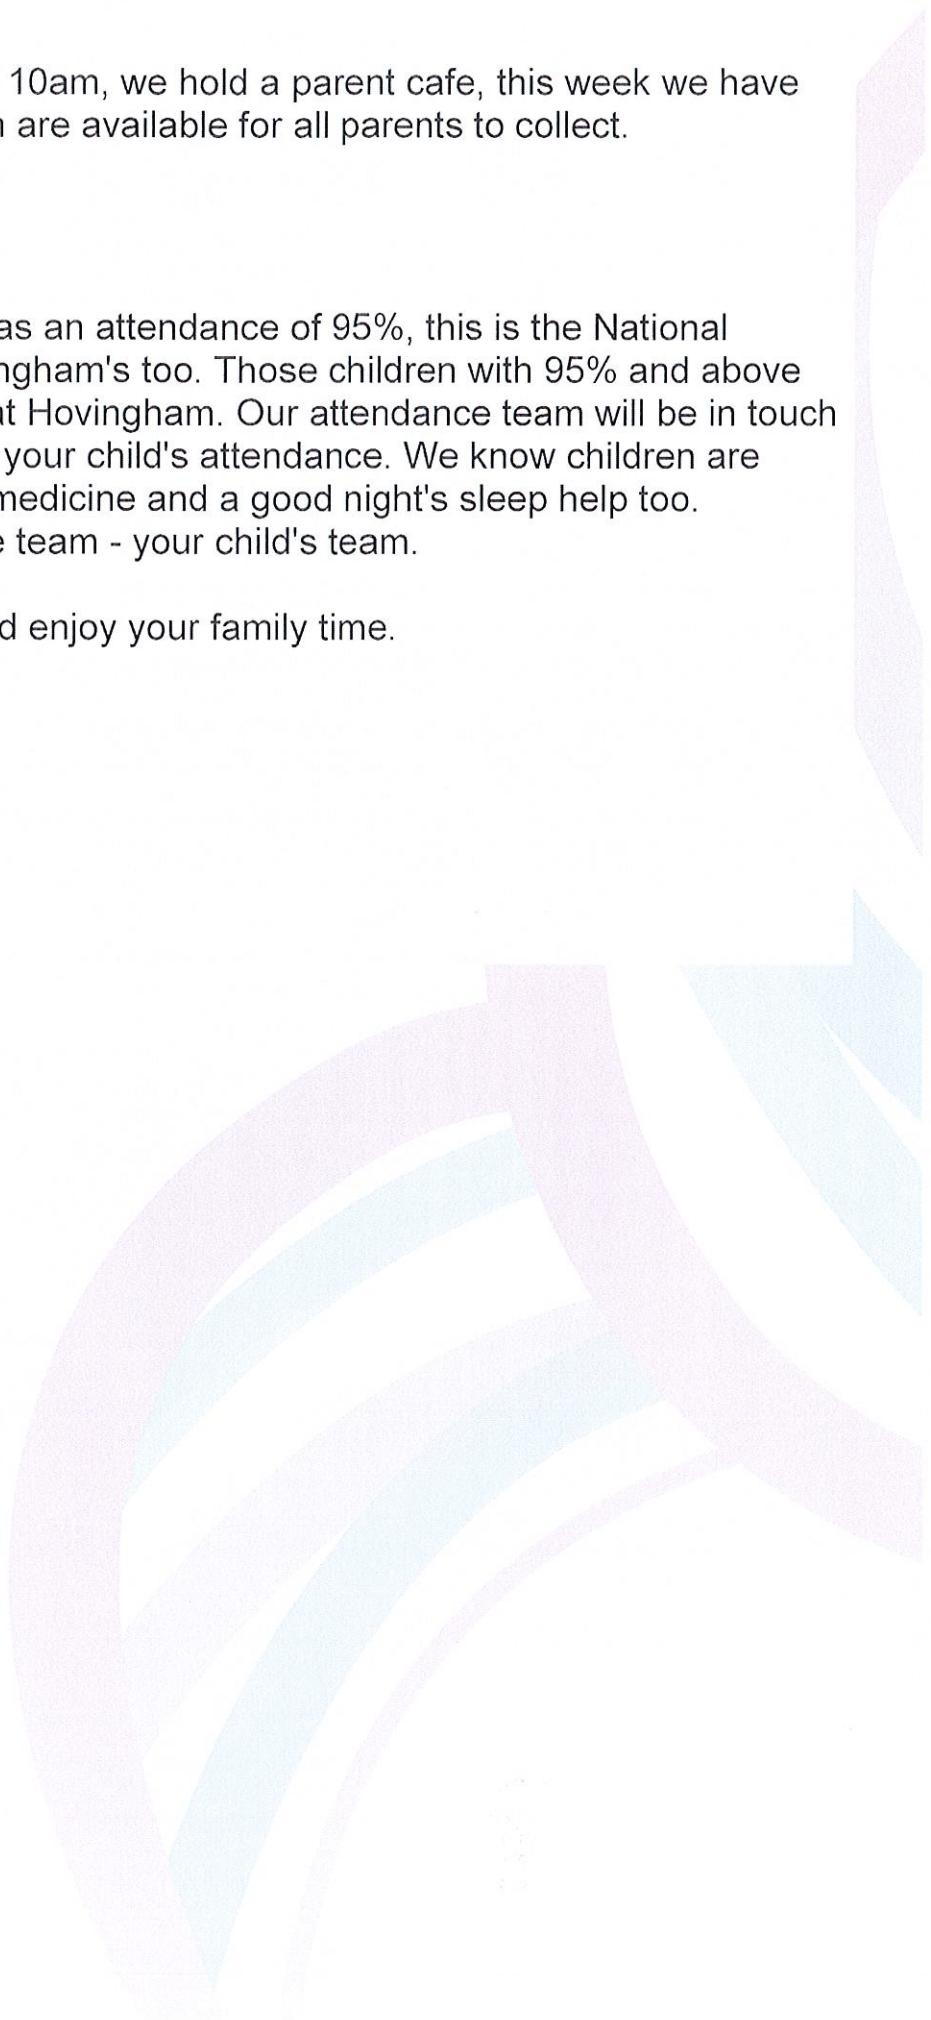 10am, we hold a parent cafe, this week we have
are available for all parents to collect.
as an attendance of 95%, this is the National
ngham's too. Those children with 95% and above
at Hovingham. Our attendance team will be in touch
your child's attendance. We know children are
medicine and a good night's sleep help too.
team - your child's team.
enjoy your family time.